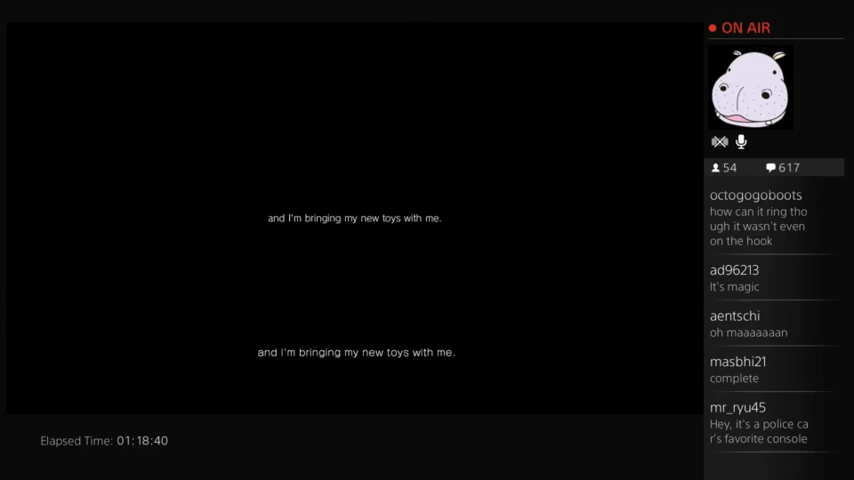 ON AIR
54 617
octogogoboots
how can it ring tho
ugh it wasn't even
on the hook
ad96213
It's magic
aentschi
oh maaaaaaan
masbhi21
complete
mr_ryu45
Hey, it's a police ca
r's favorite console
and I'm bringing my new toys with me.
and I'm bringing my new toys with me.
Elapsed Time: 01:18:40